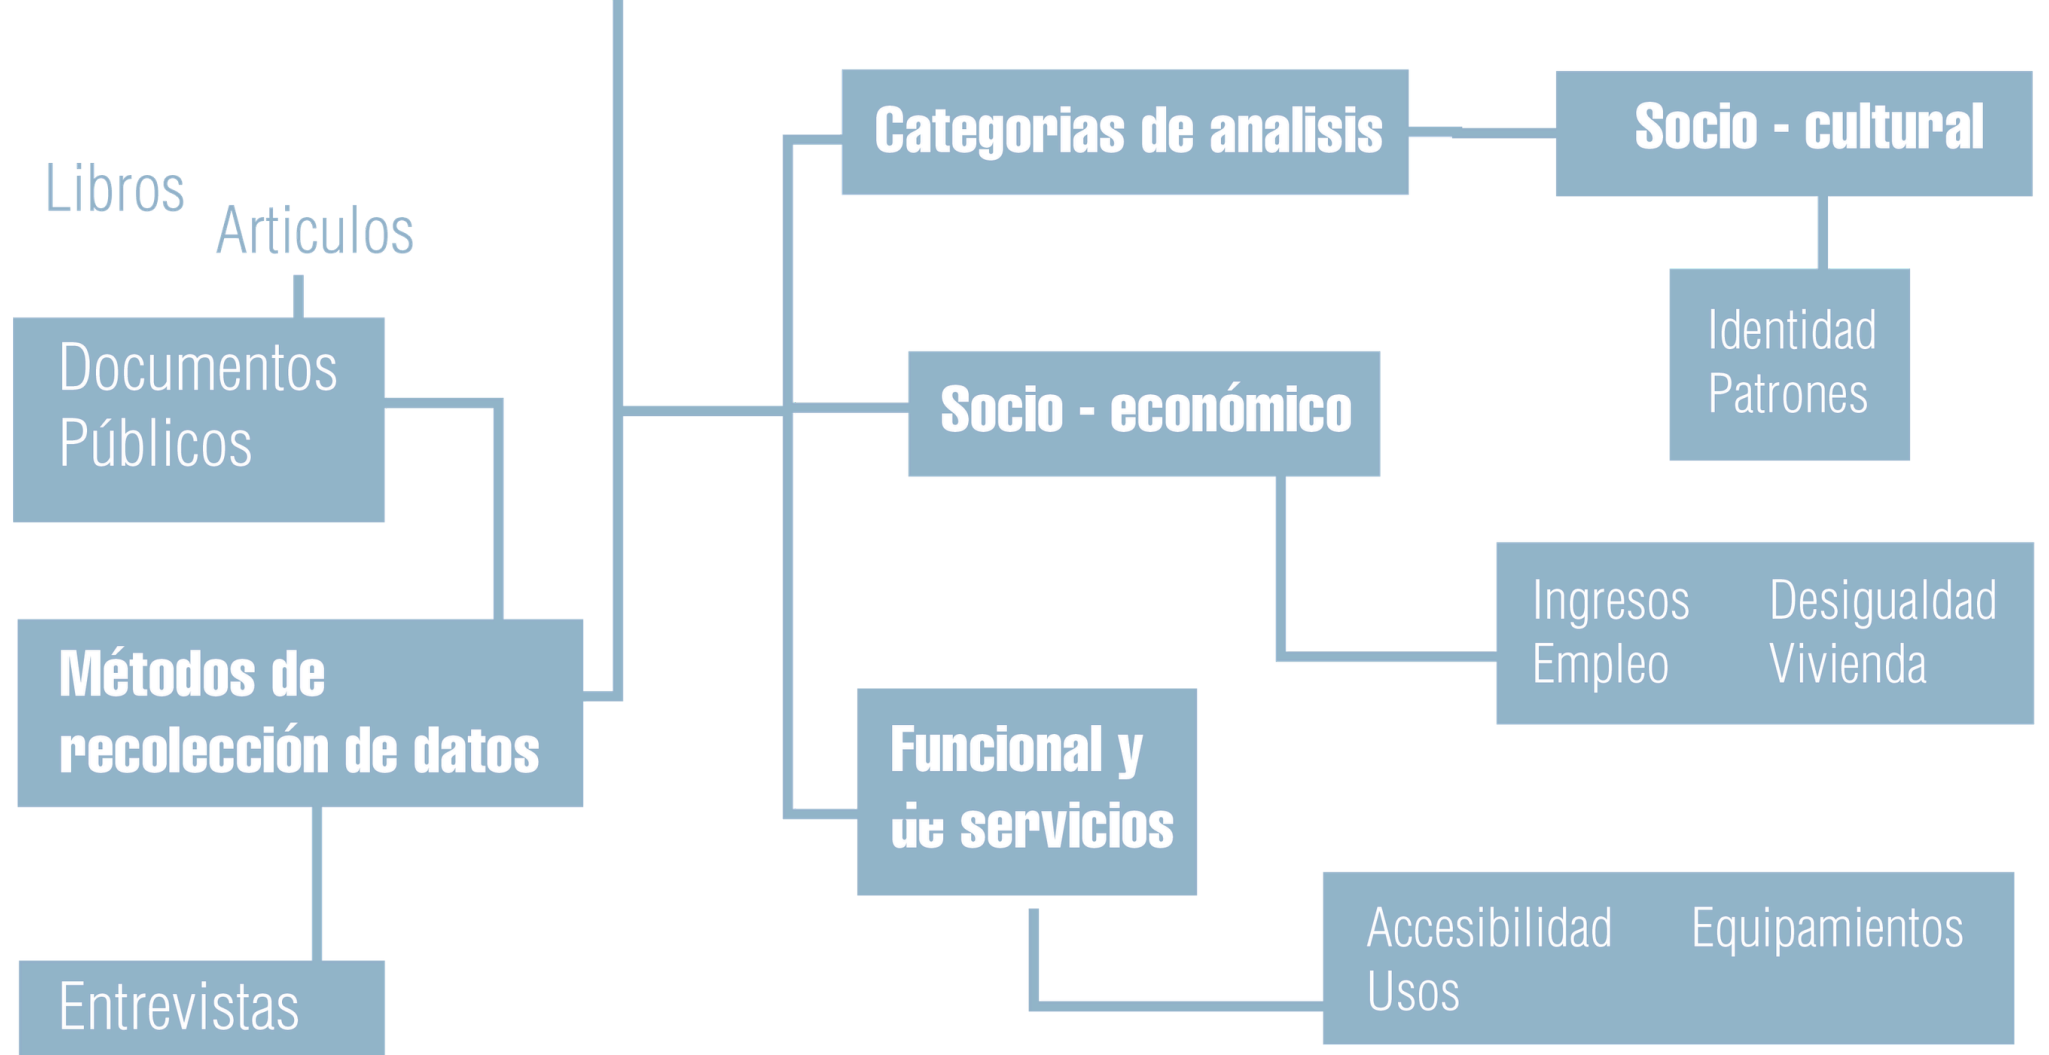 Libros
Articulos
Documentos
Públicos
Métodos de
recolección de datos
Entrevistas
Categorias de analisis
Socio - cultural
Identidad
Patrones
Socio - económico
Ingresos
Desigualdad
Empleo
Vivienda
Funcional y
de servicios
Accesibilidad
Equipamientos
Usos